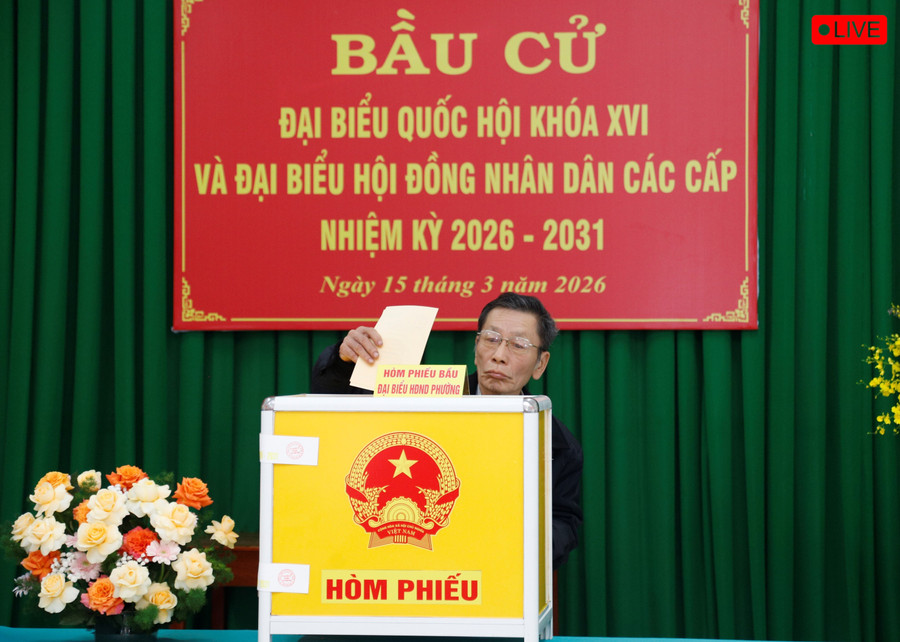 LIVE
BẦU CỬ
ĐẠI BIỂU QUỐC HỘI KHÓA XVI
VÀ ĐẠI BIỂU HỘI ĐỒNG NHÂN DÂN CÁC CẤP
NHIỆM KỲ 2026 - 2031
Ngày 15 tháng 3 năm 2026
HÒM PHIẾU BẦU
ĐẠI BIỂU HĐND PHƯỜNG
VIỆT NAM
HÒM PHIẾU